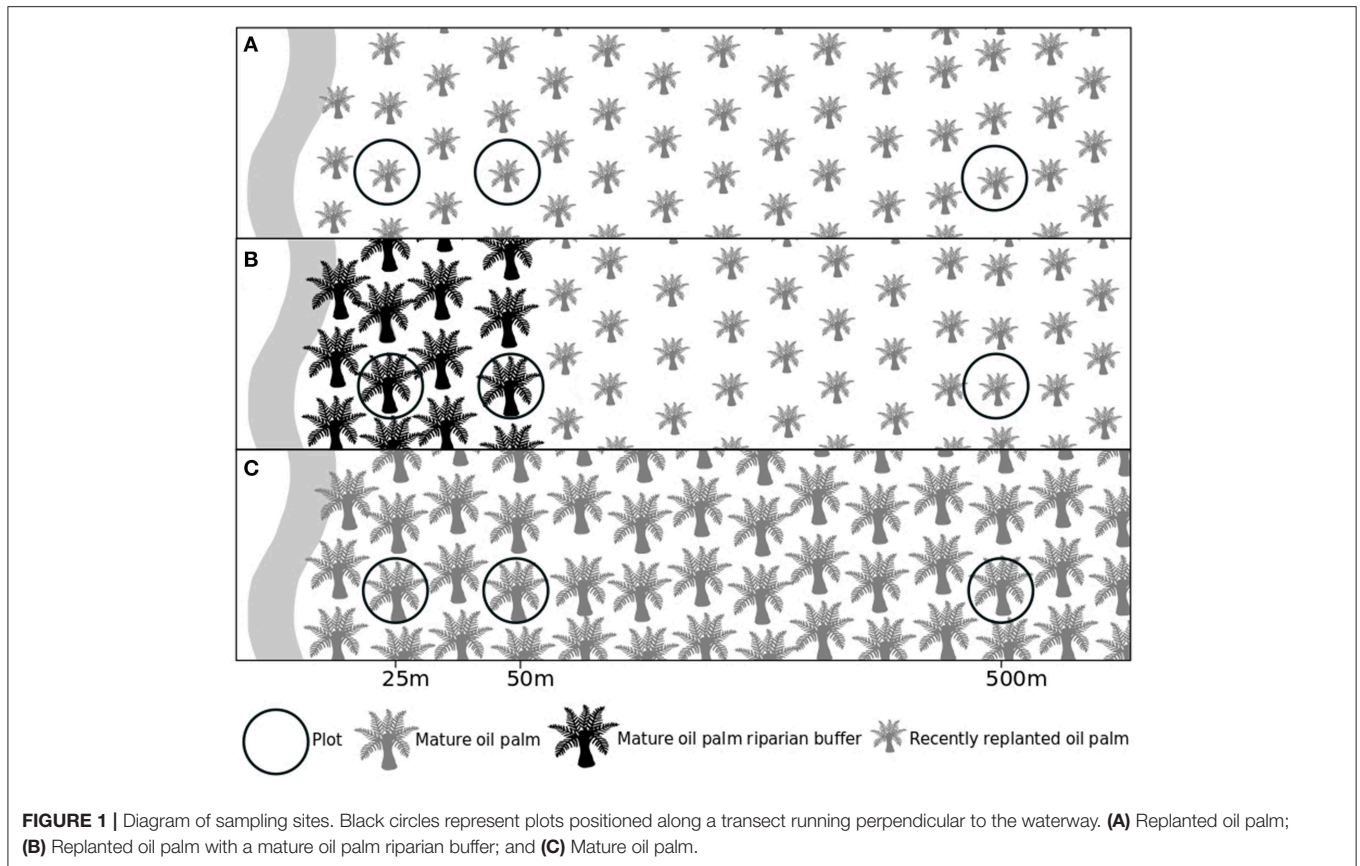 A
B
C
25m 50m 500m
Plot Mature oil palm Mature oil palm riparian buffer Recently replanted oil palm
FIGURE 1 | Diagram of sampling sites. Black circles represent plots positioned along a transect running perpendicular to the waterway. (A) Replanted oil palm;
(B) Replanted oil palm with a mature oil palm riparian buffer; and (C) Mature oil palm.